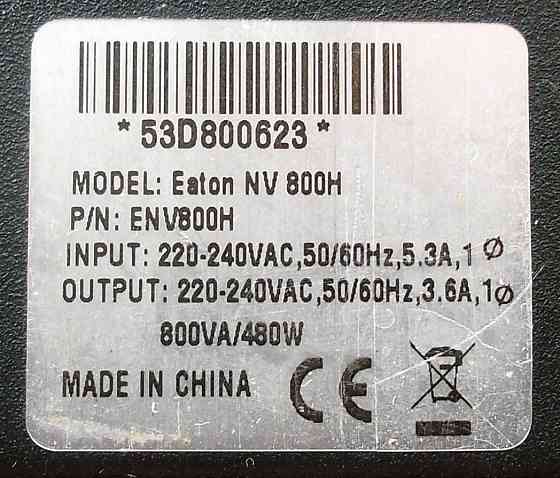 *53D800623*
MODEL: Eaton NV 800H
P/N: ENV800H
INPUT: 220-240VAC,50/60Hz,5.3A,1Ø
OUTPUT: 220-240VAC,50/60Hz,3.6A,1Ø
800VA/480W
MADE IN CHINA CE